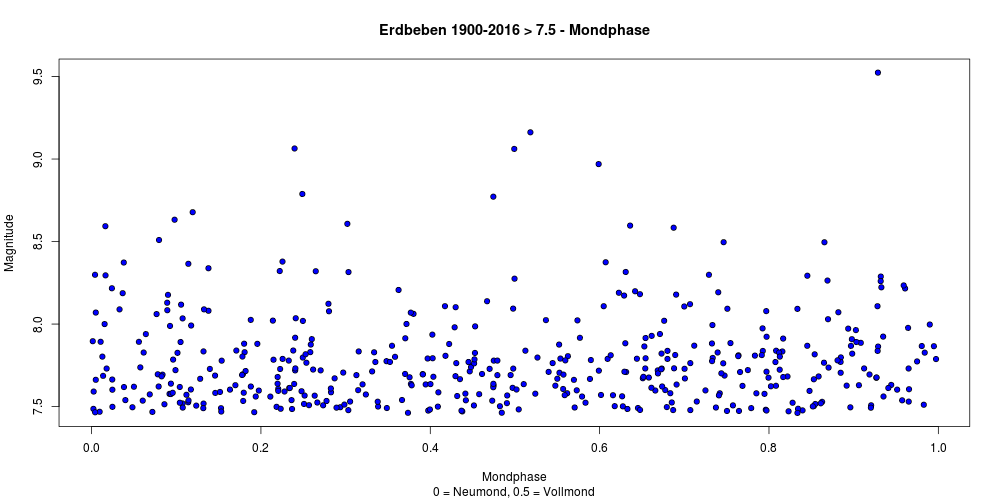 Erdbeben 1900-2016 > 7.5 - Mondphase
9.5
9.0
8.5
8.0
7.5
Magnitude
0.0 0.2 0.4 0.6 0.8 1.0
Mondphase
0 = Neumond, 0.5 = Vollmond